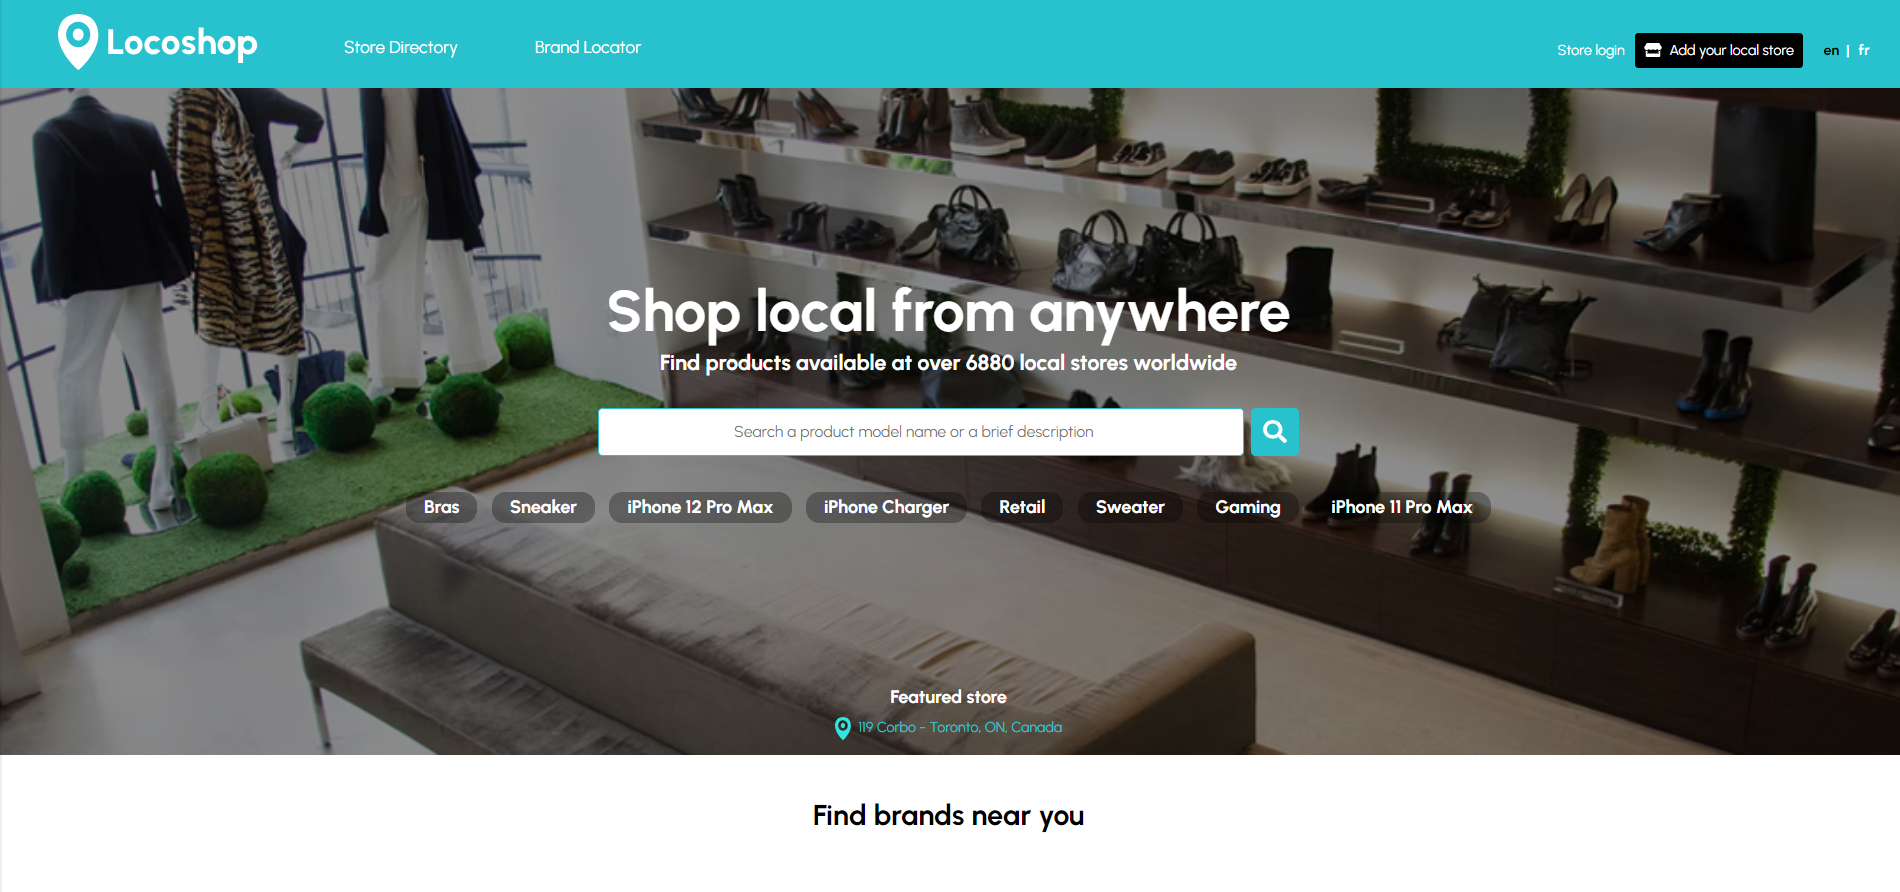 Locoshop
Store Directory
Brand Locator
Store login
Add your local store
en | fr
Shop local from anywhere
Find products available at over 6880 local stores worldwide
Search a product model name or a brief description
Bras
Sneaker
iPhone 12 Pro Max
iPhone Charger
Retail
Sweater
Gaming
iPhone 11 Pro Max
Featured store
119 Corbo - Toronto, ON, Canada
Find brands near you